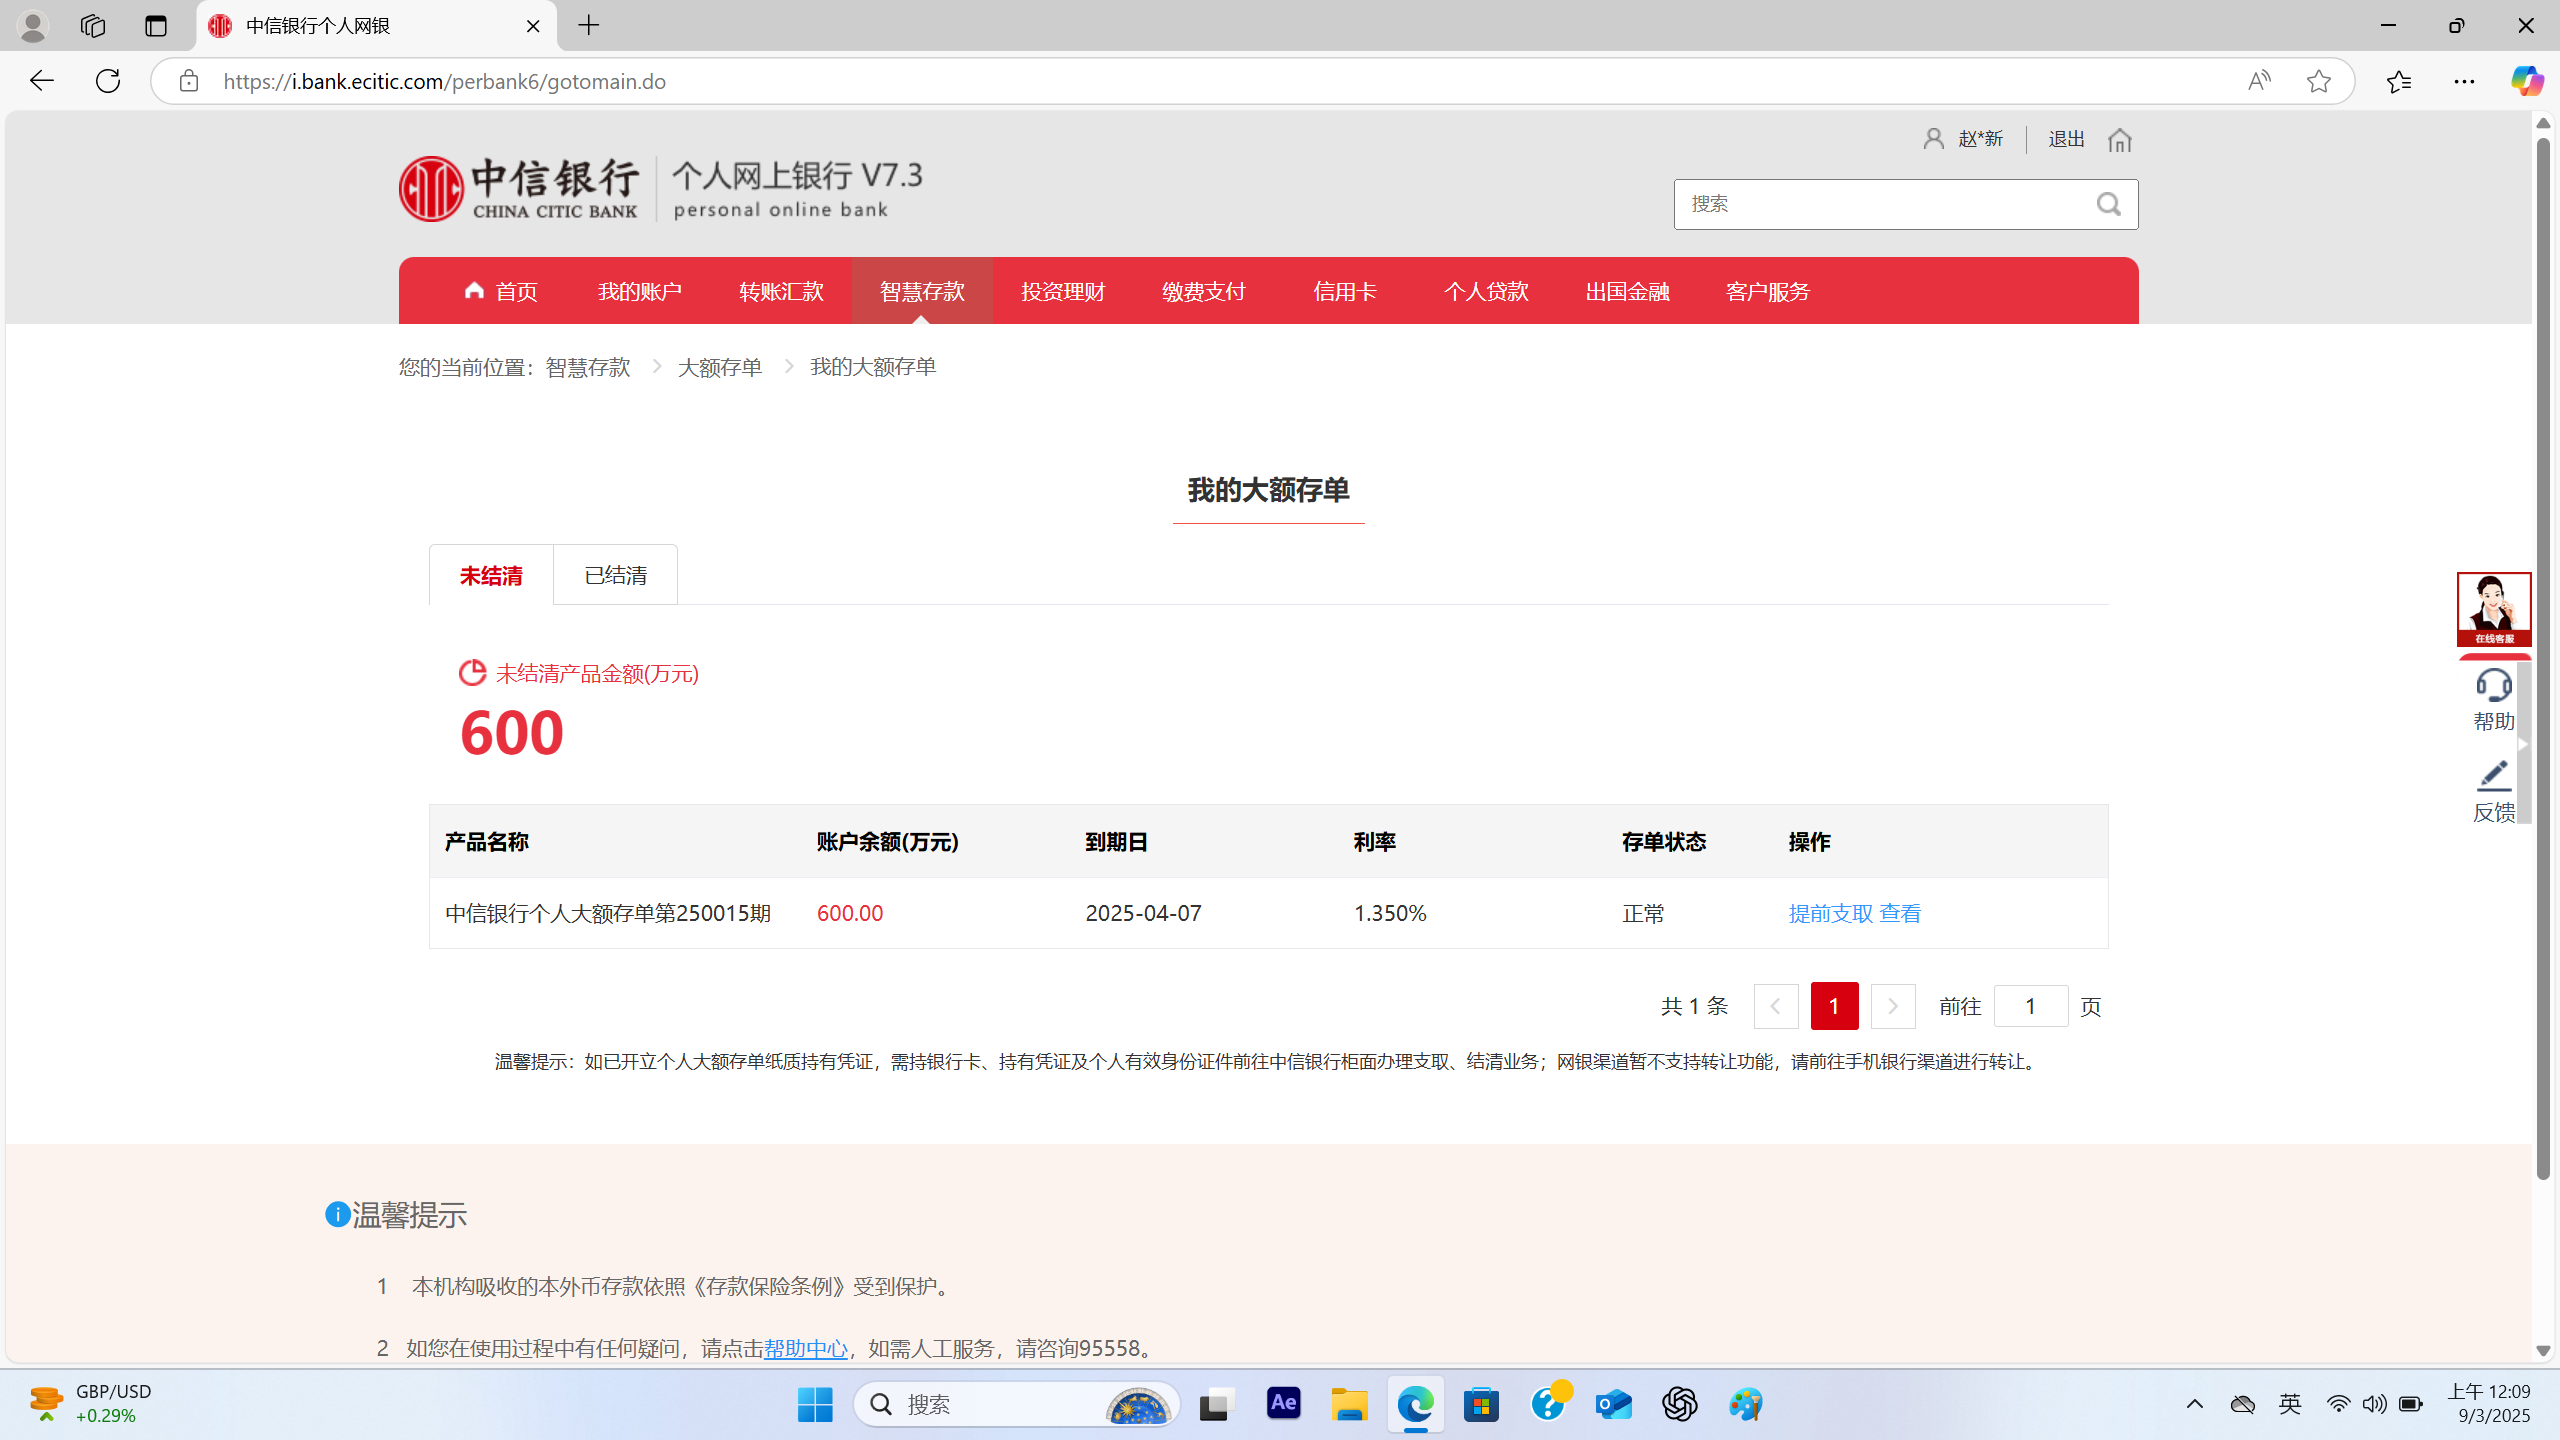 中信银行个人网银
https://i.bank.ecitic.com/perbank6/gotomain.do
赵*新
退出
中信银行
CHINA CITIC BANK
个人网上银行 V7.3
personal online bank
搜索
首页 我的账户 转账汇款 智慧存款 投资理财 缴费支付 信用卡 个人贷款 出国金融 客户服务
您的当前位置：智慧存款 > 大额存单 > 我的大额存单
我的大额存单
未结清 已结清
在线客服
未结清产品金额(万元)
600
帮助
反馈
产品名称 账户余额(万元) 到期日 利率 存单状态 操作
中信银行个人大额存单第250015期 600.00 2025-04-07 1.350% 正常 提前支取 查看
共 1 条 < 1 > 前往 1 页
温馨提示：如已开立个人大额存单纸质持有凭证，需持银行卡、持有凭证及个人有效身份证件前往中信银行柜面办理支取、结清业务；网银渠道暂不支持转让功能，请前往手机银行渠道进行转让。
温馨提示
1 本机构吸收的本外币存款依照《存款保险条例》受到保护。
2 如您在使用过程中有任何疑问，请点击帮助中心，如需人工服务，请咨询95558。
GBP/USD
+0.29%
搜索
Ae
英
上午 12:09
9/3/2025